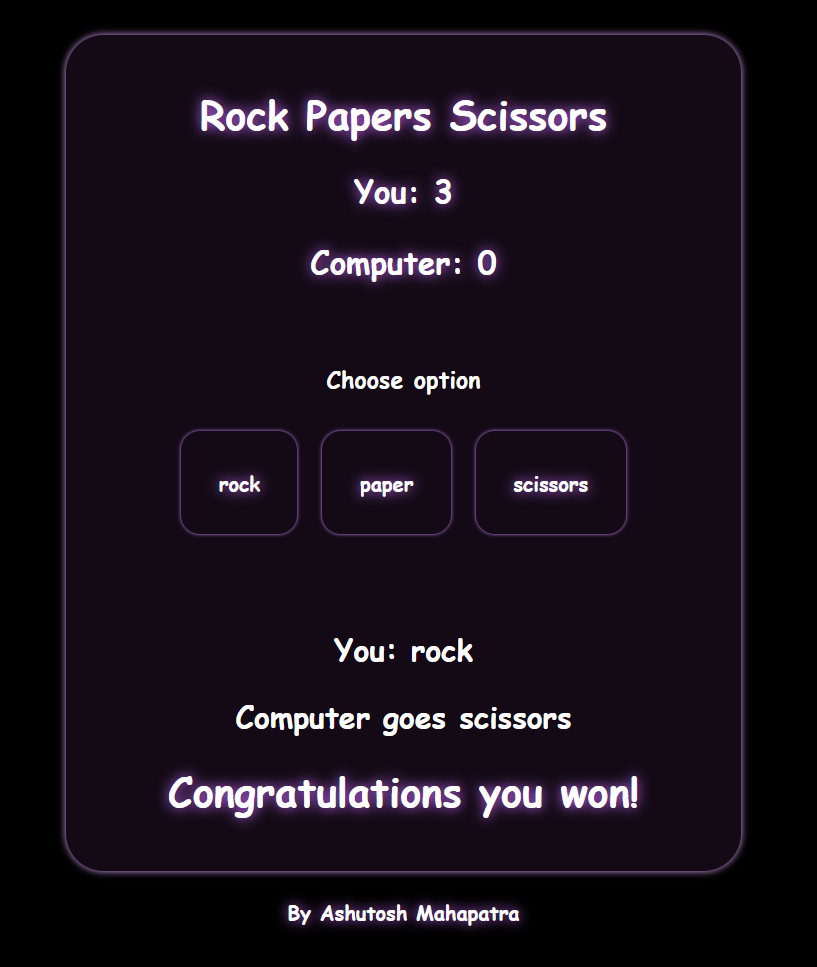 Rock Papers Scissors
You: 3
Computer: 0
Choose option
rock paper scissors
You: rock
Computer goes scissors
Congratulations you won!
By Ashutosh Mahapatra